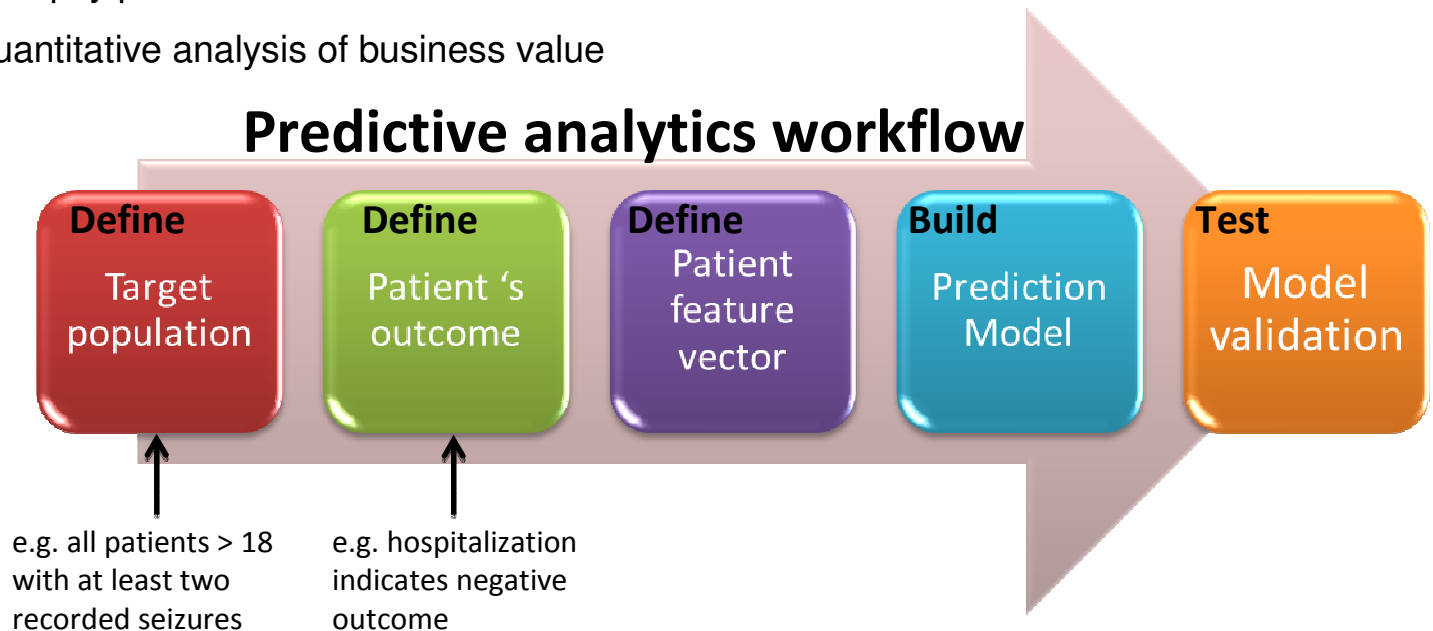 uantitative analysis of business value
Predictive analytics workflow
Define
Target
population
Define
Patient ‘s
outcome
Define
Patient
feature
vector
Build
Prediction
Model
Test
Model
validation
e.g. all patients > 18
with at least two
recorded seizures
e.g. hospitalization
indicates negative
outcome